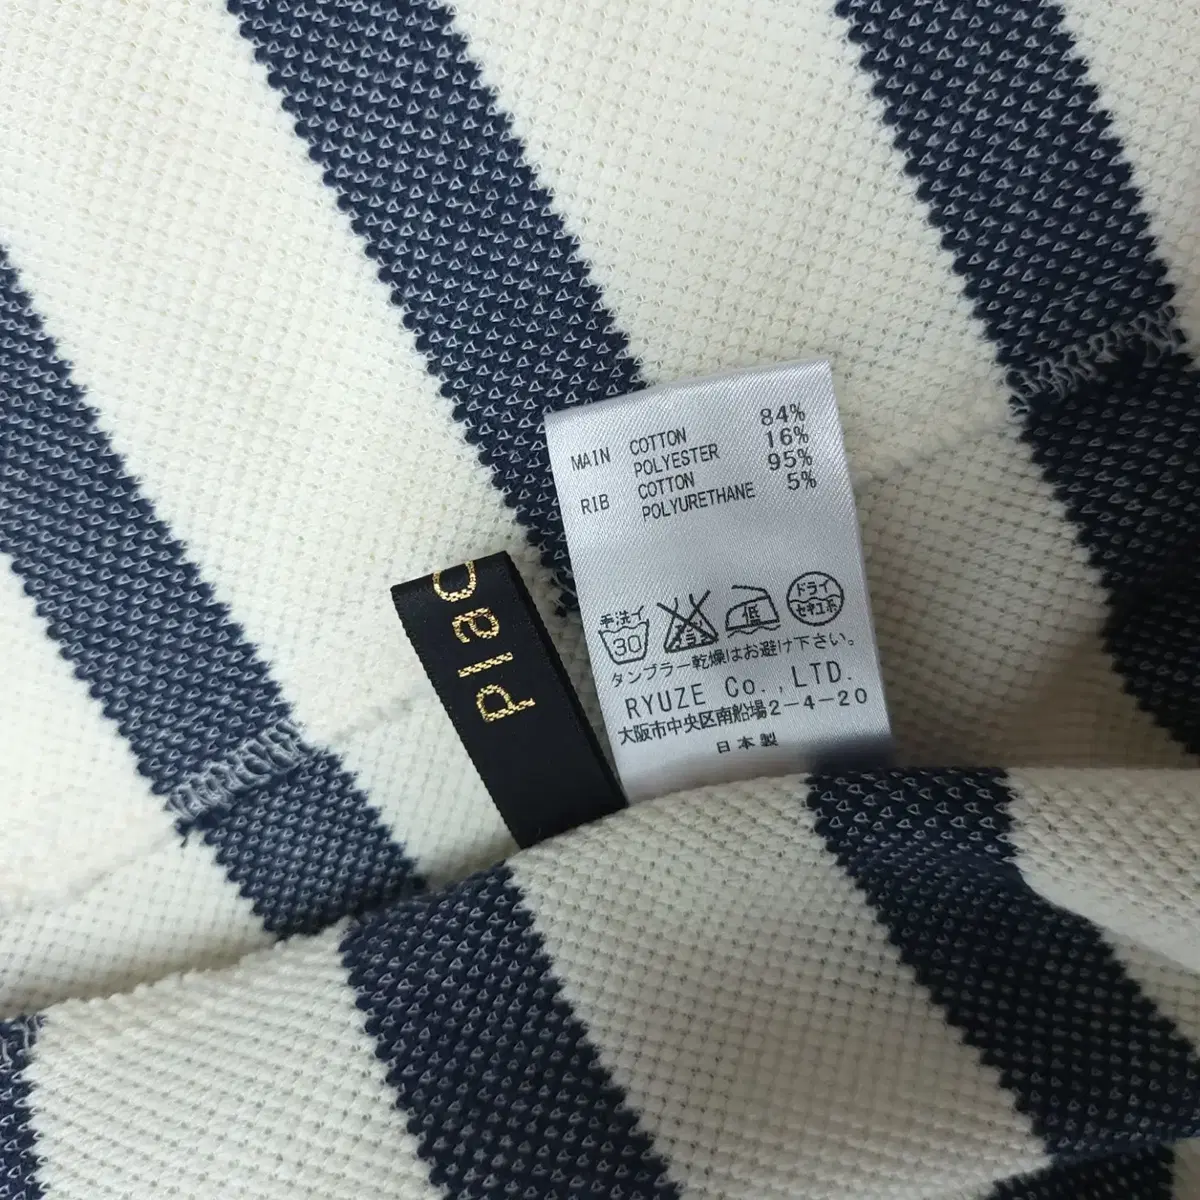 MAIN COTTON 84%
POLYESTER 16%
RIB COTTON 95%
POLYURETHANE 5%
手洗イ
30
低
ドライ
セキユ系
タンブラー乾燥はお避け下さい。
RYUZE Co.,LTD.
大阪市中央区南船場2-4-20
日本製
Plac